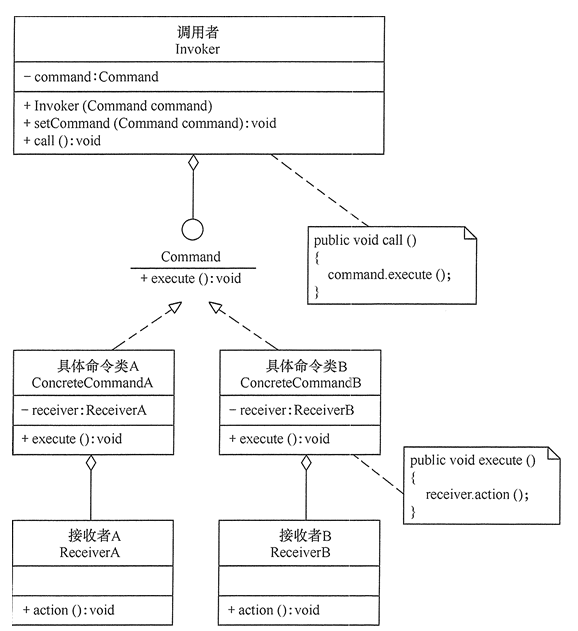 调用者
Invoker
- command:Command
+ Invoker (Command command)
+ setCommand (Command command):void
+ call ():void
public void call ()
{
command.execute ();
}
Command
+ execute ():void
具体命令类A
ConcreteCommandA
- receiver:ReceiverA
+ execute ():void
具体命令类B
ConcreteCommandB
- receiver:ReceiverB
+ execute ():void
public void execute ()
{
receiver.action ();
}
接收者A
ReceiverA
+ action ():void
接收者B
ReceiverB
+ action ():void